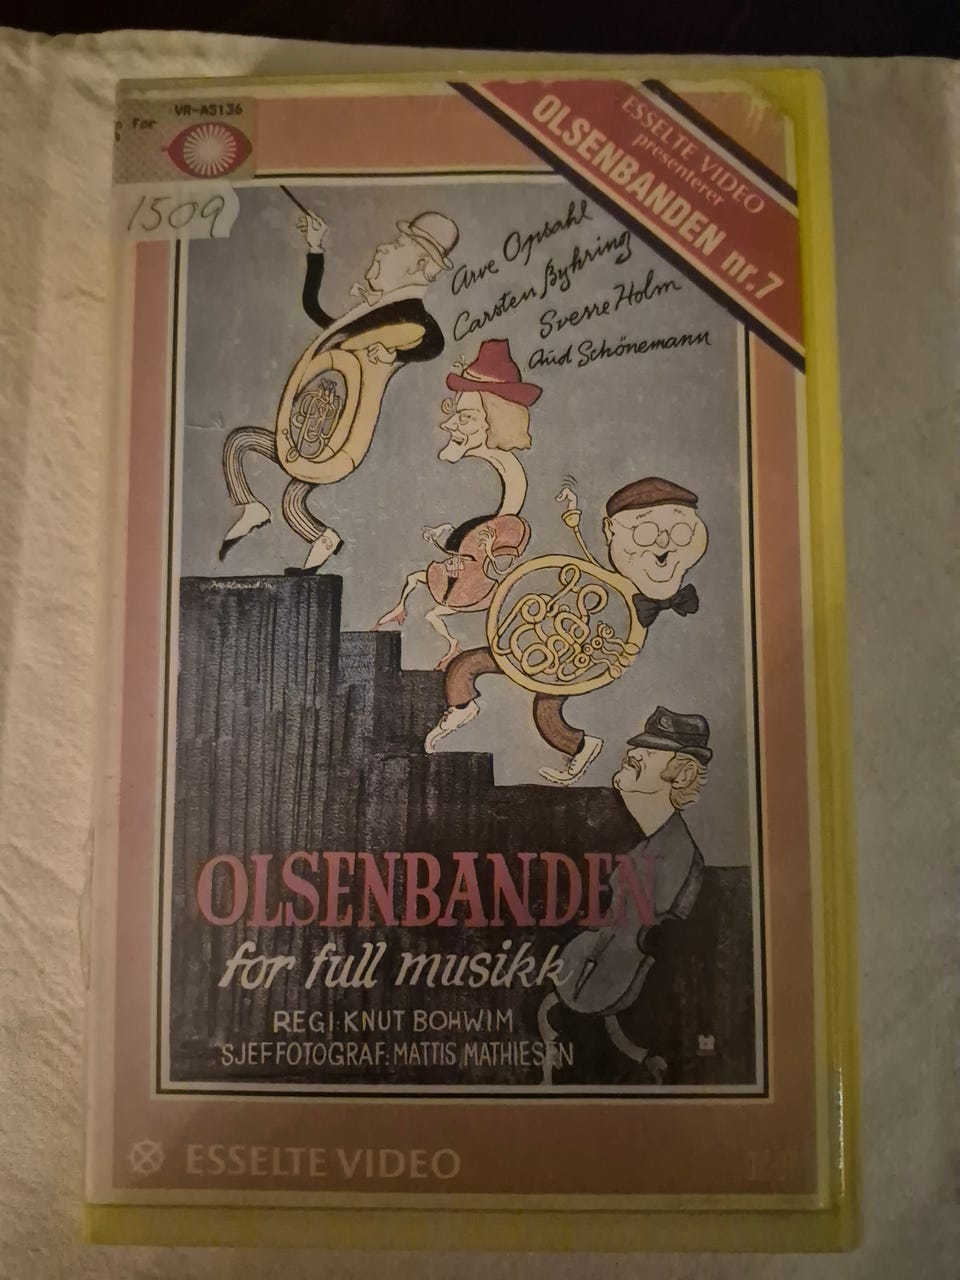 VR-A5136
for
1509
ESSELTE VIDEO
presenterer
OLSENBANDEN nr.7
Arve Opsahl
Carsten Byhring
Sverre Holm
Aud Schönemann
OLSENBANDEN
for full musikk
REGI: KNUT BOHWIM
SJEFFOTOGRAF: MATTIS MATHIESEN
ESSELTE VIDEO